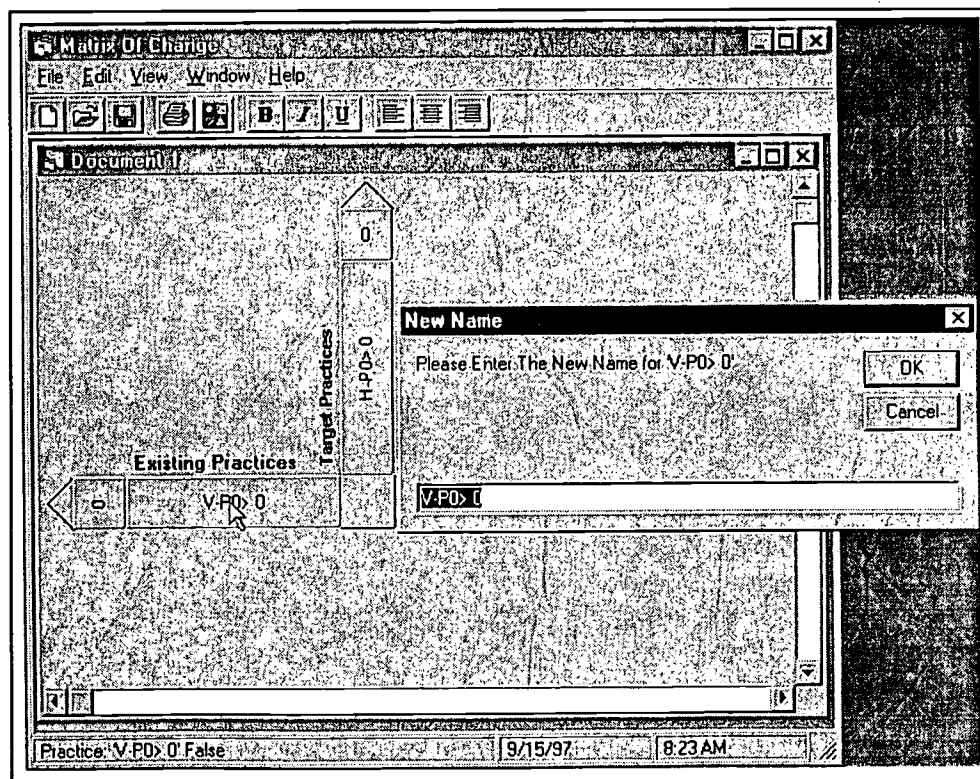 Matrix Of Change
File Edit View Window Help
B I U
Document 1
0
Target Practices
H-P0> 0
New Name
Please Enter The New Name for 'V-P0> 0'
OK
Cancel
V-P0> 0
Existing Practices
0
V-P0> 0
Practice: 'V-P0> 0' False
9/15/97
8:23 AM